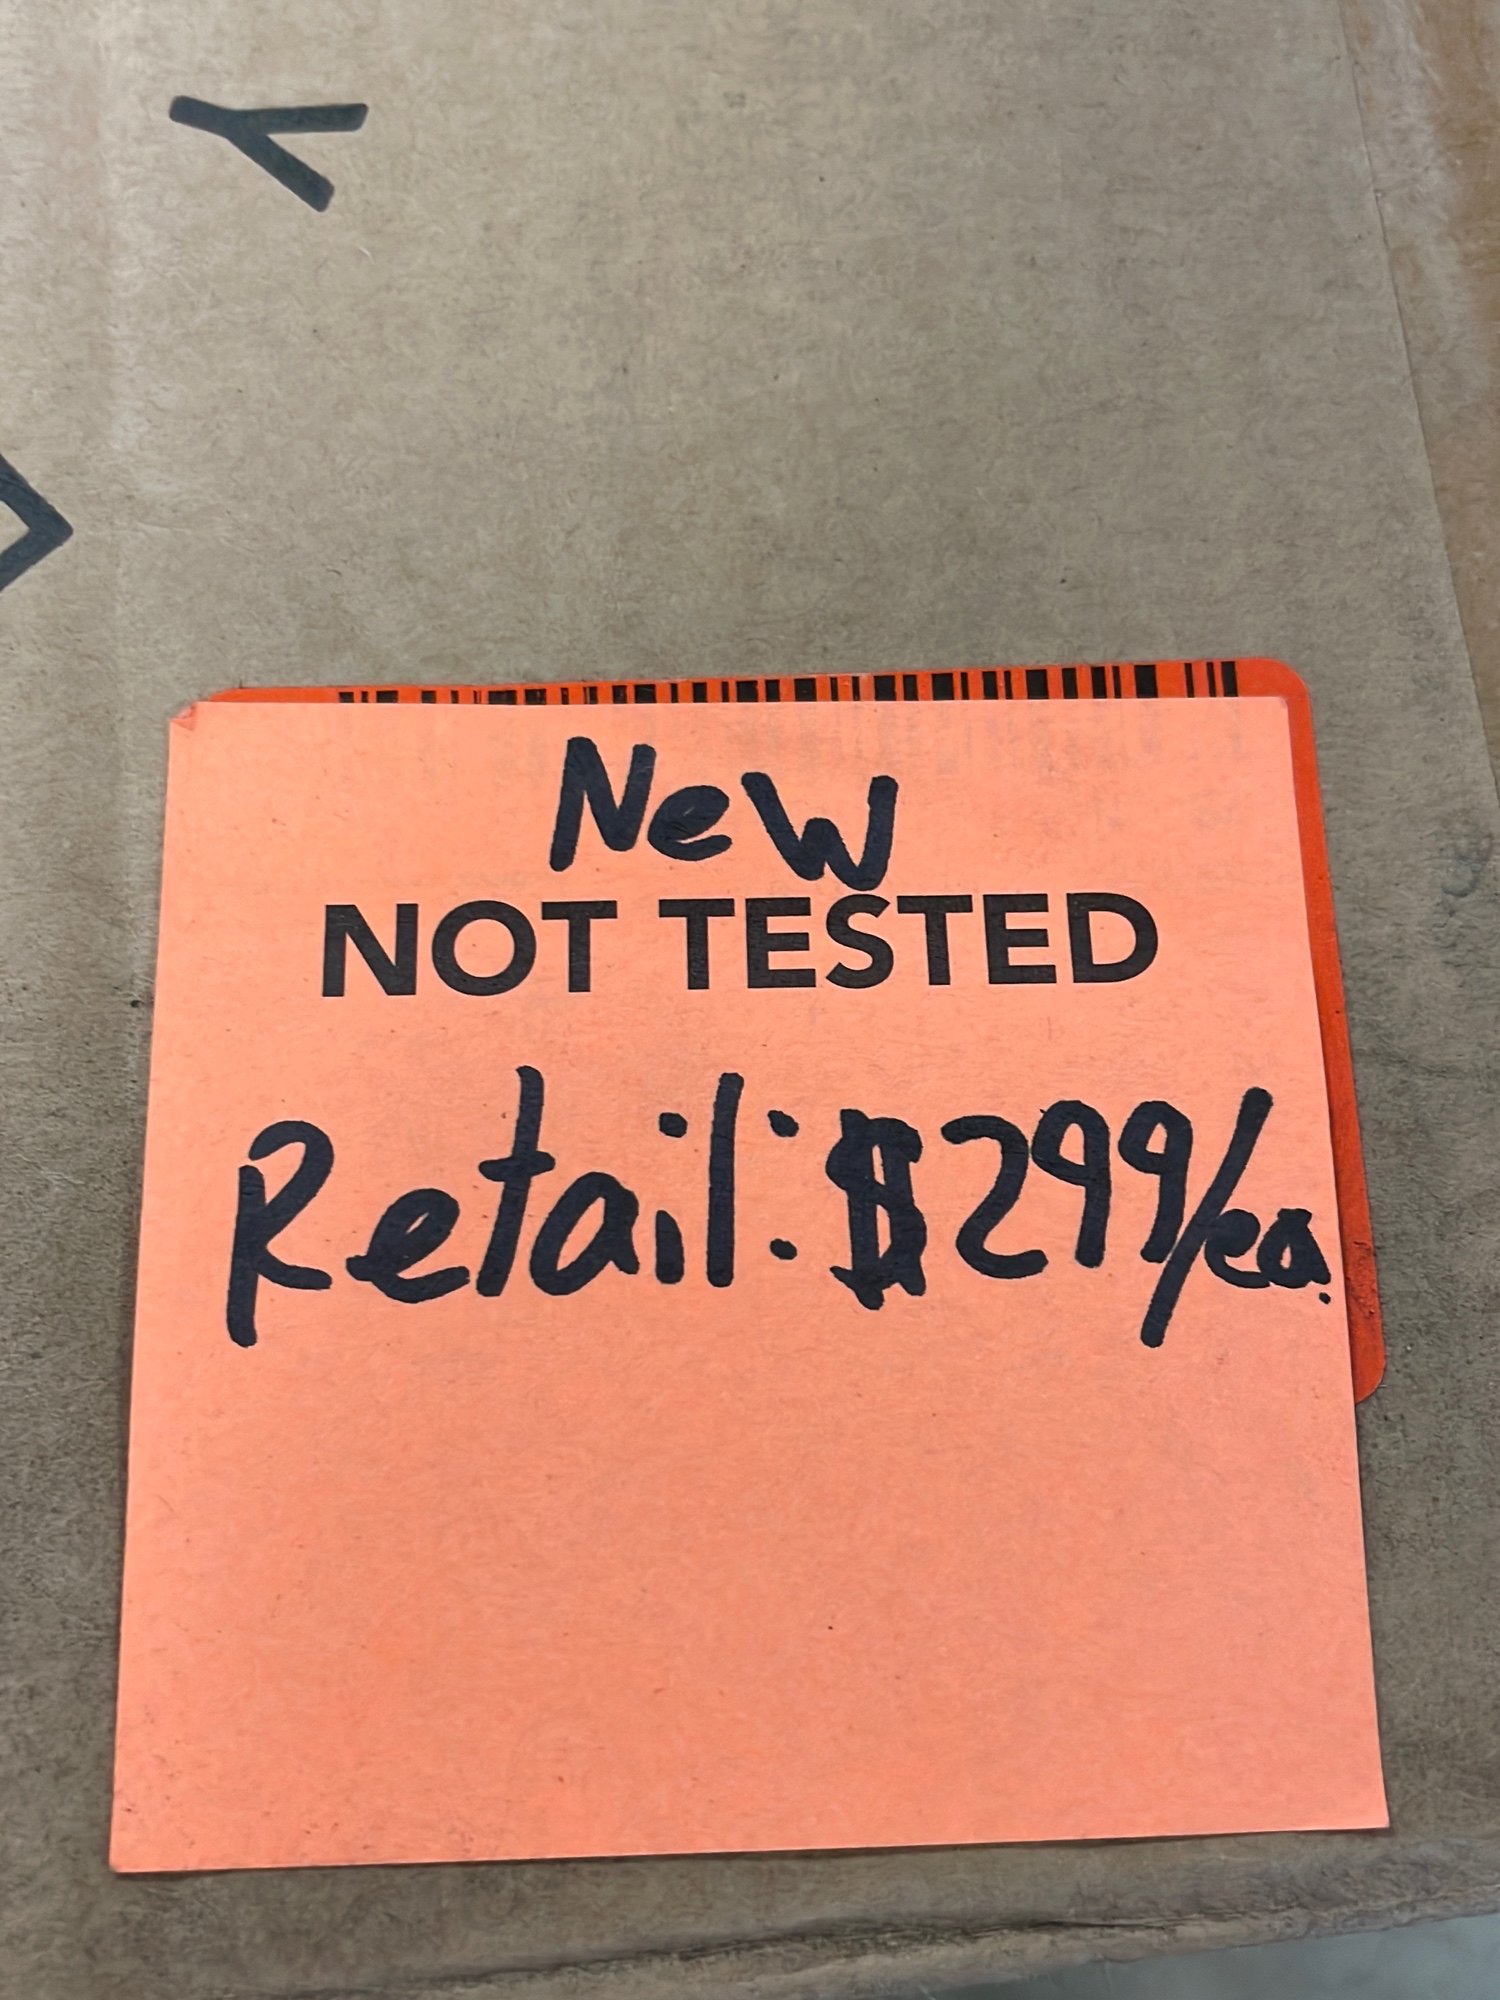 Y
New
NOT TESTED
Retail: $299/ea.